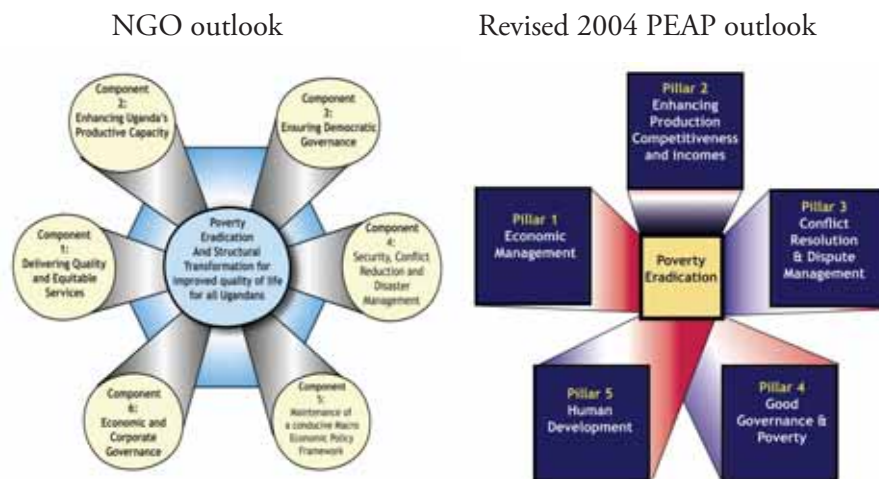 NGO outlook
Revised 2004 PEAP outlook
Component
2:
Enhancing Uganda's
Productive Capacity
Component
3:
Ensuring Democratic
Governance
Component
1:
Delivering Quality
and Equitable
Services
Poverty
Eradication
And Structural
Transformation for
improved quality of life
for all Ugandans
Component
4:
Security, Conflict
Reduction and
Disaster
Management
Component
6:
Economic and
Corporate
Governance
Component
5:
Maintenance of
a conducive Macro
Economic Policy
Framework
Pillar 2
Enhancing
Production
Competitiveness
and incomes
Pillar 1
Economic
Management
Pillar 3
Conflict
Resolution
& Dispute
Management
Poverty
Eradication
Pillar 5
Human
Development
Pillar 4
Good
Governance &
Poverty